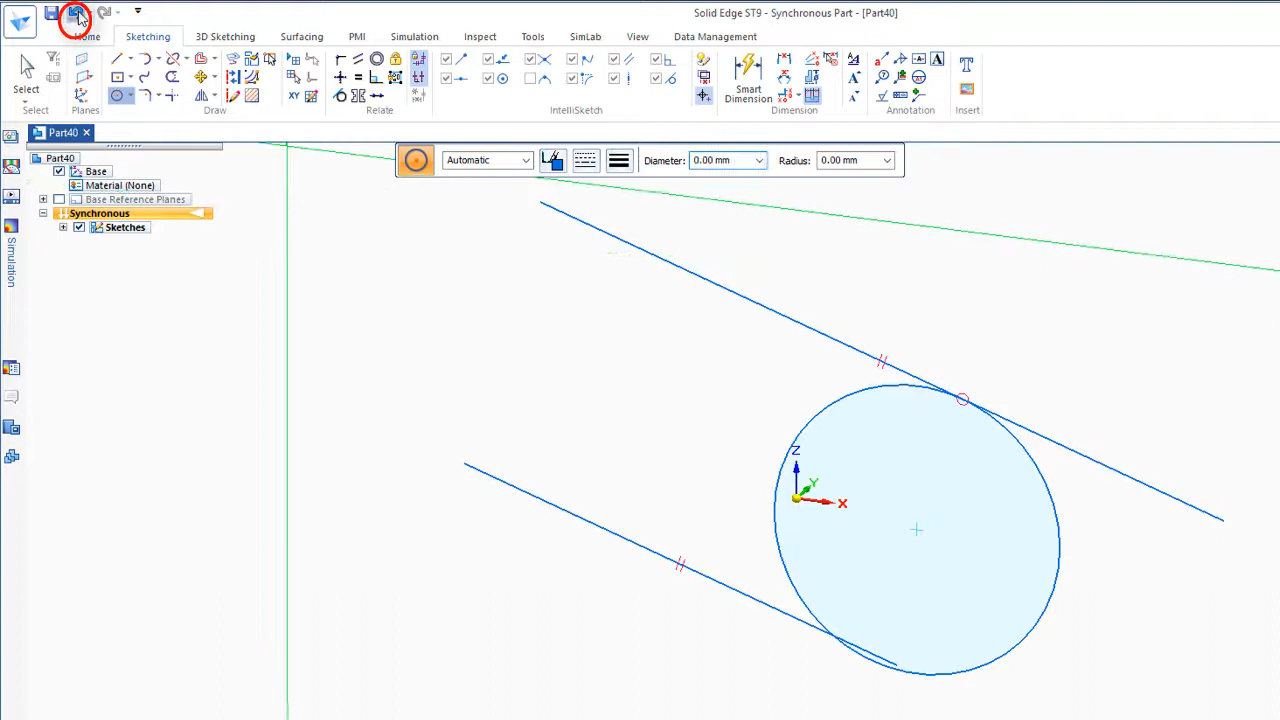 Solid Edge ST9 - Synchronous Part - [Part40]
Home Sketching 3D Sketching Surfacing PMI Simulation Inspect Tools SimLab View Data Management
Select
XY
Smart
Dimension
A
A
A
A
T
Text
Select Planes Draw Relate IntelliSketch Dimension Annotation Insert
Part40
Automatic Diameter: 0.00 mm Radius: 0.00 mm
Part40
Base
Material (None)
Base Reference Planes
Synchronous
Sketches
Simulation
Z
Y
X